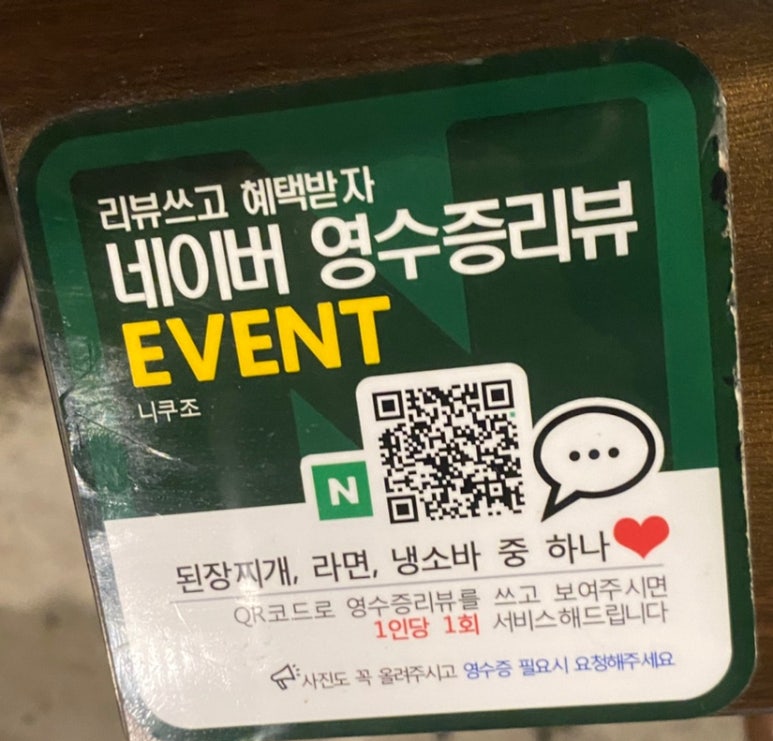 리뷰쓰고 혜택받자
네이버 영수증리뷰
EVENT
니쿠조
N
된장찌개, 라면, 냉소바 중 하나
QR코드로 영수증리뷰를 쓰고 보여주시면
1인당 1회 서비스해드립니다
사진도 꼭 올려주시고 영수증 필요시 요청해주세요